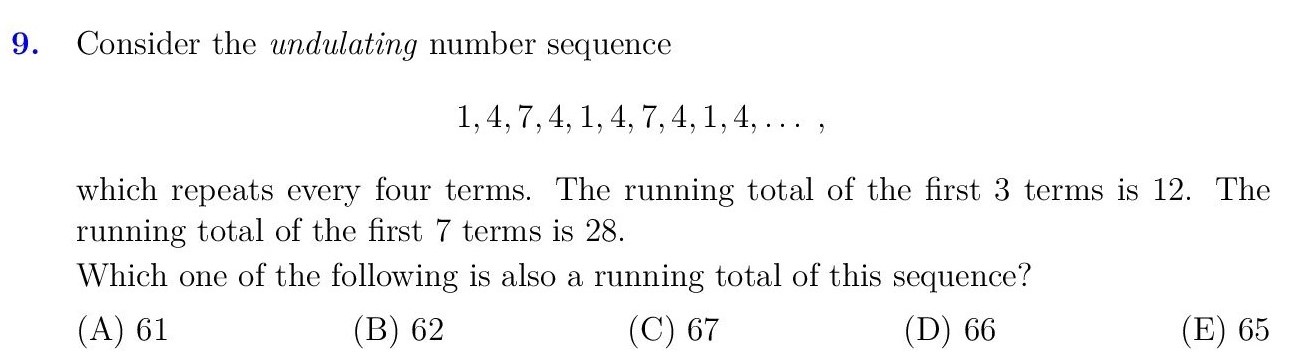 9. Consider the undulating number sequence
1, 4, 7, 4, 1, 4, 7, 4, 1, 4, . . . ,
which repeats every four terms. The running total of the first 3 terms is 12. The
running total of the first 7 terms is 28.
Which one of the following is also a running total of this sequence?
(A) 61 (B) 62 (C) 67 (D) 66 (E) 65